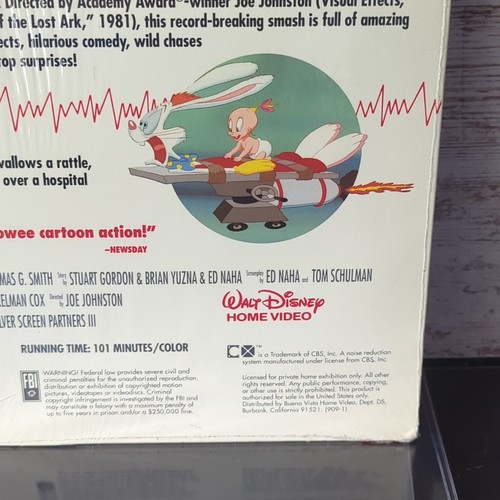 Directed by Academy Award®-winner Joe Johnston (Visual Effects,
of the Lost Ark," 1981), this record-breaking smash is full of amazing
ects, hilarious comedy, wild chases
top surprises!
wallows a rattle,
over a hospital
owee cartoon action!"
–NEWSDAY
MAS G. SMITH Story by STUART GORDON & BRIAN YUZNA & ED NAHA Screenplay by ED NAHA and TOM SCHULMAN
KELMAN COX Directed by JOE JOHNSTON
LVER SCREEN PARTNERS III
WALT DISNEY
HOME VIDEO
RUNNING TIME: 101 MINUTES/COLOR
CX™ is a Trademark of CBS, Inc. A noise reduction
system manufactured under license from CBS, Inc.
FBI
WARNING! Federal law provides severe civil and
criminal penalties for the unauthorized reproduction,
distribution or exhibition of copyrighted motion
pictures, videotapes or videodiscs. Criminal
copyright infringement is investigated by the FBI and
may constitute a felony with a maximum penalty of
up to five years in prison and/or a $250,000 fine.
Licensed for private home exhibition only. All other
rights reserved. Any public performance, copying,
or other use is strictly prohibited. This product is
authorized for sale in the United States only.
Distributed by Buena Vista Home Video, Dept. DS,
Burbank, California 91521. (909-1)